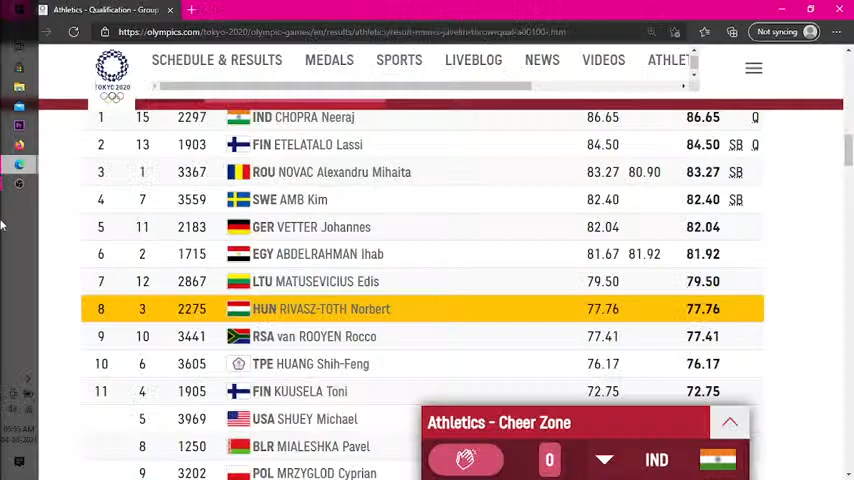 Athletics - Qualification - Group
https://olympics.com/tokyo-2020/olympic-games/en/results/athletics/result-men-s-javelin-throw-qual-a00100-.htm
Not syncing
TOKYO 2020
SCHEDULE & RESULTS MEDALS SPORTS LIVEBLOG NEWS VIDEOS ATHLET
1 15 2297 IND CHOPRA Neeraj 86.65 86.65 Q
2 13 1903 FIN ETELATALO Lassi 84.50 84.50 SB Q
3 1 3367 ROU NOVAC Alexandru Mihaita 83.27 80.90 83.27 SB
4 7 3559 SWE AMB Kim 82.40 82.40 SB
5 11 2183 GER VETTER Johannes 82.04 82.04
6 2 1715 EGY ABDELRAHMAN Ihab 81.67 81.92 81.92
7 12 2867 LTU MATUSEVICIUS Edis 79.50 79.50
8 3 2275 HUN RIVASZ-TOTH Norbert 77.76 77.76
9 10 3441 RSA van ROOYEN Rocco 77.41 77.41
10 6 3605 TPE HUANG Shih-Feng 76.17 76.17
11 4 1905 FIN KUUSELA Toni 72.75 72.75
5 3969 USA SHUEY Michael
8 1250 BLR MIALESHKA Pavel
9 3202 POL MRZYGLOD Cyprian
Athletics - Cheer Zone
0 IND